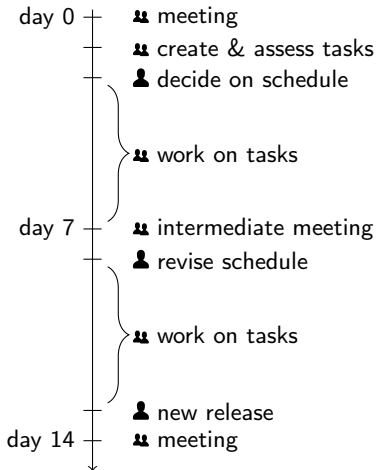 day 0 meeting
create & assess tasks
decide on schedule
work on tasks
day 7 intermediate meeting
revise schedule
work on tasks
new release
day 14 meeting